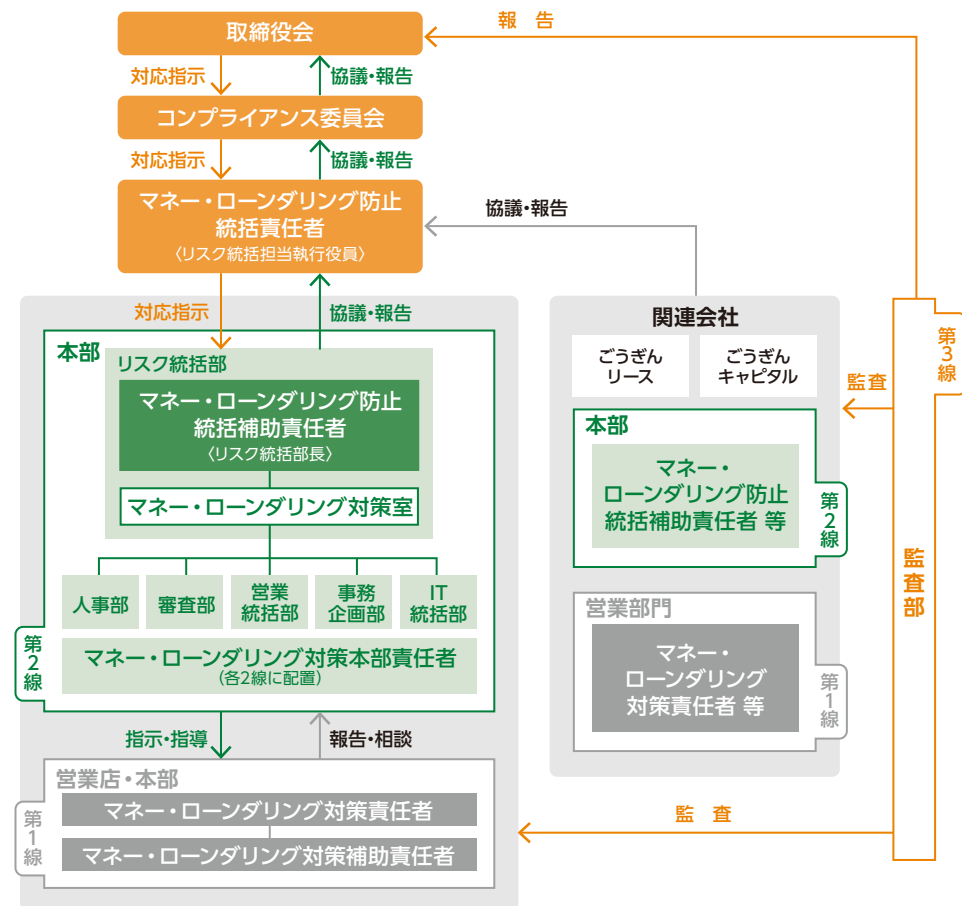 取締役会
報 告
対応指示
協議・報告
コンプライアンス委員会
対応指示
協議・報告
マネー・ローンダリング防止
統括責任者
〈リスク統括担当執行役員〉
協議・報告
対応指示
協議・報告
本部
リスク統括部
マネー・ローンダリング防止
統括補助責任者
〈リスク統括部長〉
マネー・ローンダリング対策室
人事部
審査部
営業
統括部
事務
企画部
IT
統括部
マネー・ローンダリング対策本部責任者
(各2線に配置)
第2線
指示・指導
報告・相談
営業店・本部
マネー・ローンダリング対策責任者
マネー・ローンダリング対策補助責任者
第1線
関連会社
ごうぎん
リース
ごうぎん
キャピタル
本部
マネー・
ローンダリング防止
統括補助責任者 等
第2線
営業部門
マネー・
ローンダリング
対策責任者 等
第1線
監査
監 査
第3線
監査部